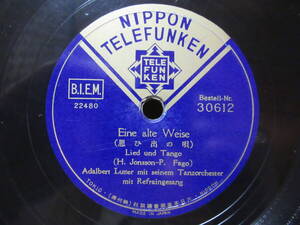 NIPPON
TELEFUNKEN
TELE
FUN
KEN
B.I.E.M.
22480
Bestell-Nr.
30612
Eine alte Weise
(思ひ出の唄)
Lied und Tango
(H. Jonsson-P. Fago)
Adalbert Lutter mit seinem Tanzorchester
mit Refraingesang
MADE IN JAPAN